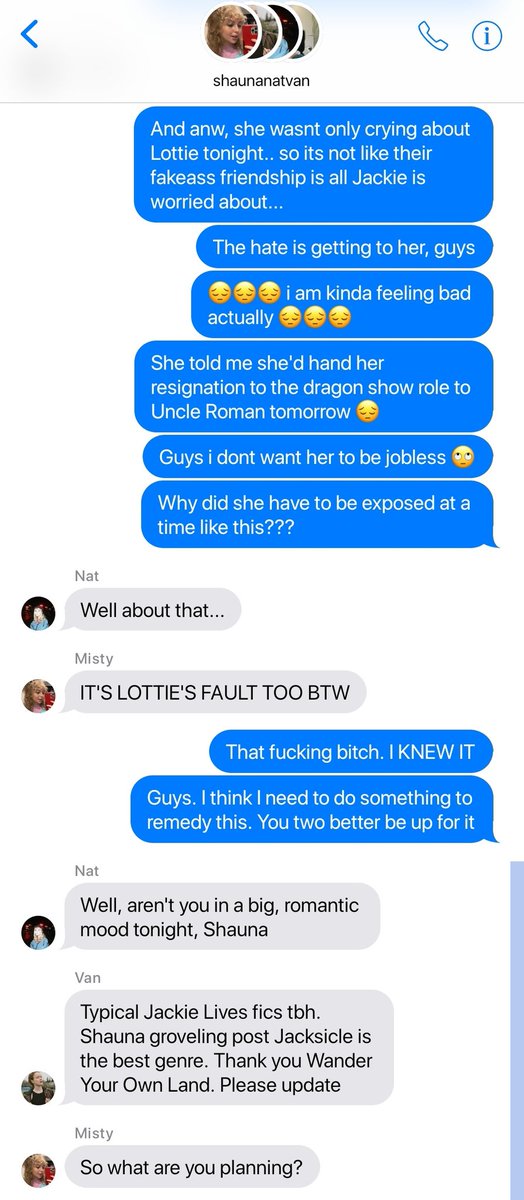 shaunanatvan
And anw, she wasnt only crying about
Lottie tonight.. so its not like their
fakeass friendship is all Jackie is
worried about...
The hate is getting to her, guys
😔😔😔 i am kinda feeling bad
actually 😔😔😔
She told me she'd hand her
resignation to the dragon show role to
Uncle Roman tomorrow 😔
Guys i dont want her to be jobless 🙄
Why did she have to be exposed at a
time like this???
Nat
Well about that...
Misty
IT'S LOTTIE'S FAULT TOO BTW
That fucking bitch. I KNEW IT
Guys. I think I need to do something to
remedy this. You two better be up for it
Nat
Well, aren't you in a big, romantic
mood tonight, Shauna
Van
Typical Jackie Lives fics tbh.
Shauna groveling post Jacksicle is
the best genre. Thank you Wander
Your Own Land. Please update
Misty
So what are you planning?